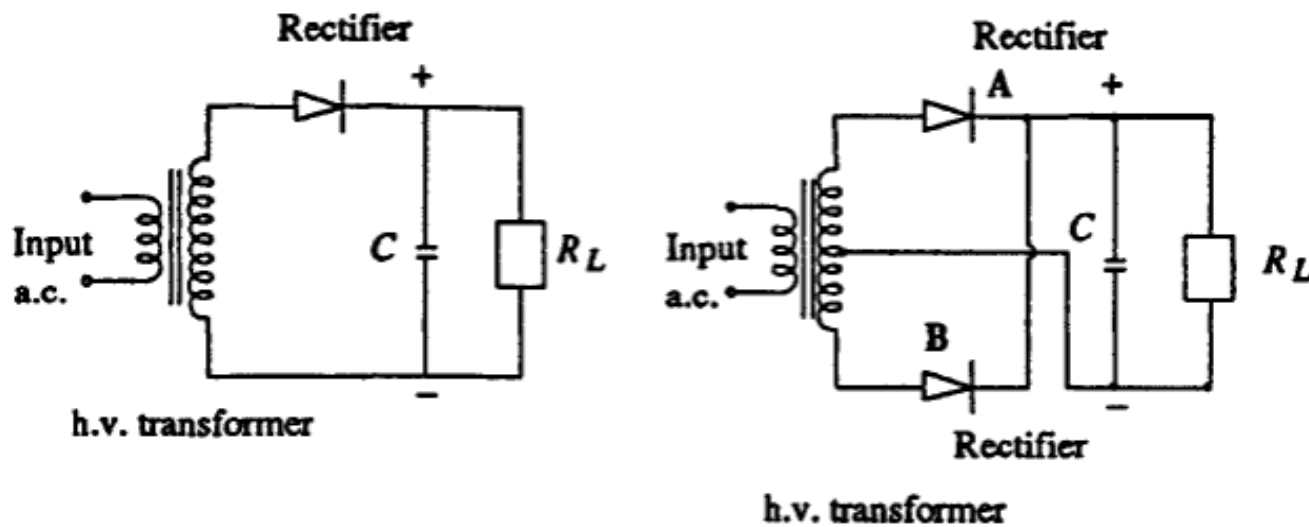 Rectifier
+
Input
a.c.
C
R_L
−
h.v. transformer
Rectifier
A
+
Input
a.c.
C
R_L
B
−
Rectifier
h.v. transformer